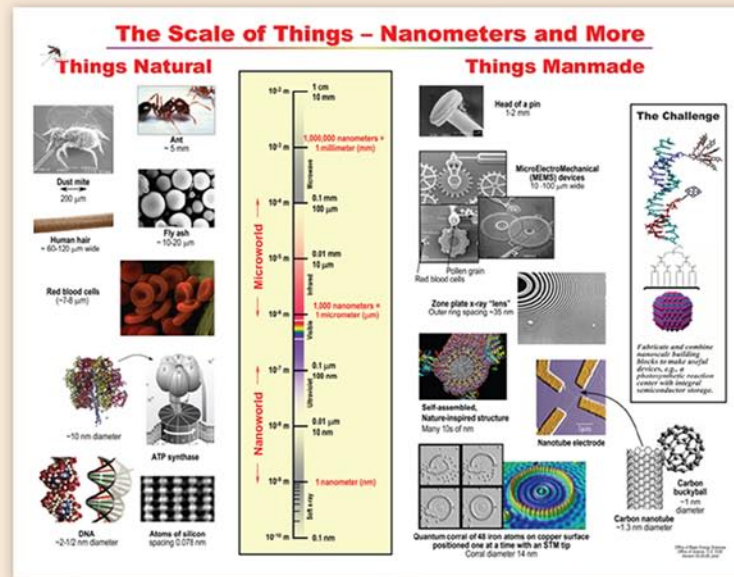 The Scale of Things – Nanometers and More
Things Natural
Ant
~ 5 mm
Dust mite
200 µm
Human hair
~ 60-120 µm wide
Fly ash
~ 10-20 µm
Red blood cells
(~7-8 µm)
~10 nm diameter
ATP synthase
DNA
~2-1/2 nm diameter
Atoms of silicon
spacing 0.078 nm
10⁻² m
1 cm
10 mm
1,000,000 nanometers =
1 millimeter (mm)
10⁻³ m
Microwave
10⁻⁴ m
0.1 mm
100 µm
Microworld
10⁻⁵ m
0.01 mm
10 µm
Infrared
1,000 nanometers =
1 micrometer (µm)
10⁻⁶ m
Visible
10⁻⁷ m
0.1 µm
100 nm
Ultraviolet
Nanoworld
10⁻⁸ m
0.01 µm
10 nm
10⁻⁹ m
1 nanometer (nm)
Soft x-ray
10⁻¹⁰ m
0.1 nm
Things Manmade
Head of a pin
1-2 mm
MicroElectroMechanical
(MEMS) devices
10 -100 µm wide
Pollen grain
Red blood cells
Zone plate x-ray "lens"
Outer ring spacing ~35 nm
Self-assembled,
Nature-inspired structure
Many 10s of nm
Nanotube electrode
Carbon
buckyball
~1 nm
diameter
Carbon nanotube
~1.3 nm diameter
Quantum corral of 48 iron atoms on copper surface
positioned one at a time with an STM tip
Corral diameter 14 nm
The Challenge
Fabricate and combine
nanoscale building
blocks to make useful
devices, e.g., a
photosynthetic reaction
center with integral
semiconductor storage.
Office of Basic Energy Sciences